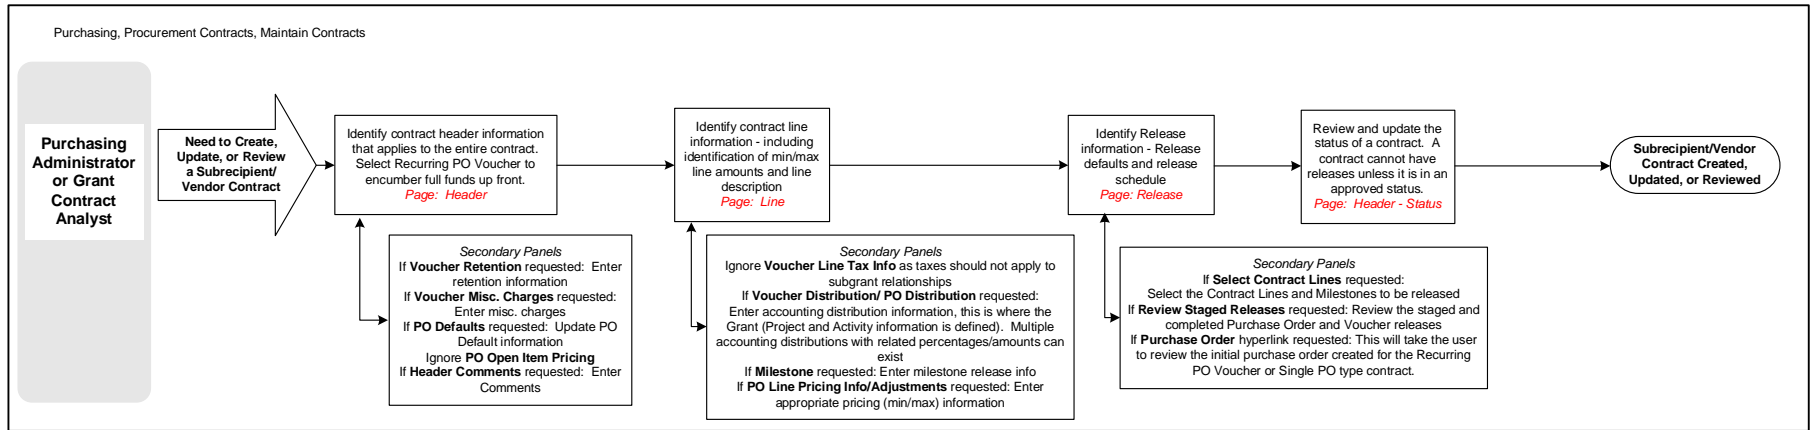 Purchasing, Procurement Contracts, Maintain Contracts
Purchasing
Administrator
or Grant
Contract
Analyst
Need to Create,
Update, or Review
a Subrecipient/
Vendor Contract
Identify contract header information
that applies to the entire contract.
Select Recurring PO Voucher to
encumber full funds up front.
Page:  Header
Identify contract line
information - including
identification of min/max
line amounts and line
description
Page:  Line
Identify Release
information - Release
defaults and release
schedule
Page: Release
Review and update the
status of a contract.  A
contract cannot have
releases unless it is in an
approved status.
Page:  Header - Status
Subrecipient/Vendor
Contract Created,
Updated, or Reviewed
Secondary Panels
If Voucher Retention requested:  Enter
retention information
If Voucher Misc. Charges requested:
Enter misc. charges
If PO Defaults requested:  Update PO
Default information
Ignore PO Open Item Pricing
If Header Comments requested:  Enter
Comments
Secondary Panels
Ignore Voucher Line Tax Info as taxes should not apply to
subgrant relationships
If Voucher Distribution/ PO Distribution requested:
Enter accounting distribution information, this is where the
Grant (Project and Activity information is defined).  Multiple
accounting distributions with related percentages/amounts can
exist
If Milestone requested: Enter milestone release info
If PO Line Pricing Info/Adjustments requested: Enter
appropriate pricing (min/max) information
Secondary Panels
If Select Contract Lines requested:
Select the Contract Lines and Milestones to be released
If Review Staged Releases requested: Review the staged and
completed Purchase Order and Voucher releases
If Purchase Order hyperlink requested: This will take the user
to review the initial purchase order created for the Recurring
PO Voucher or Single PO type contract.